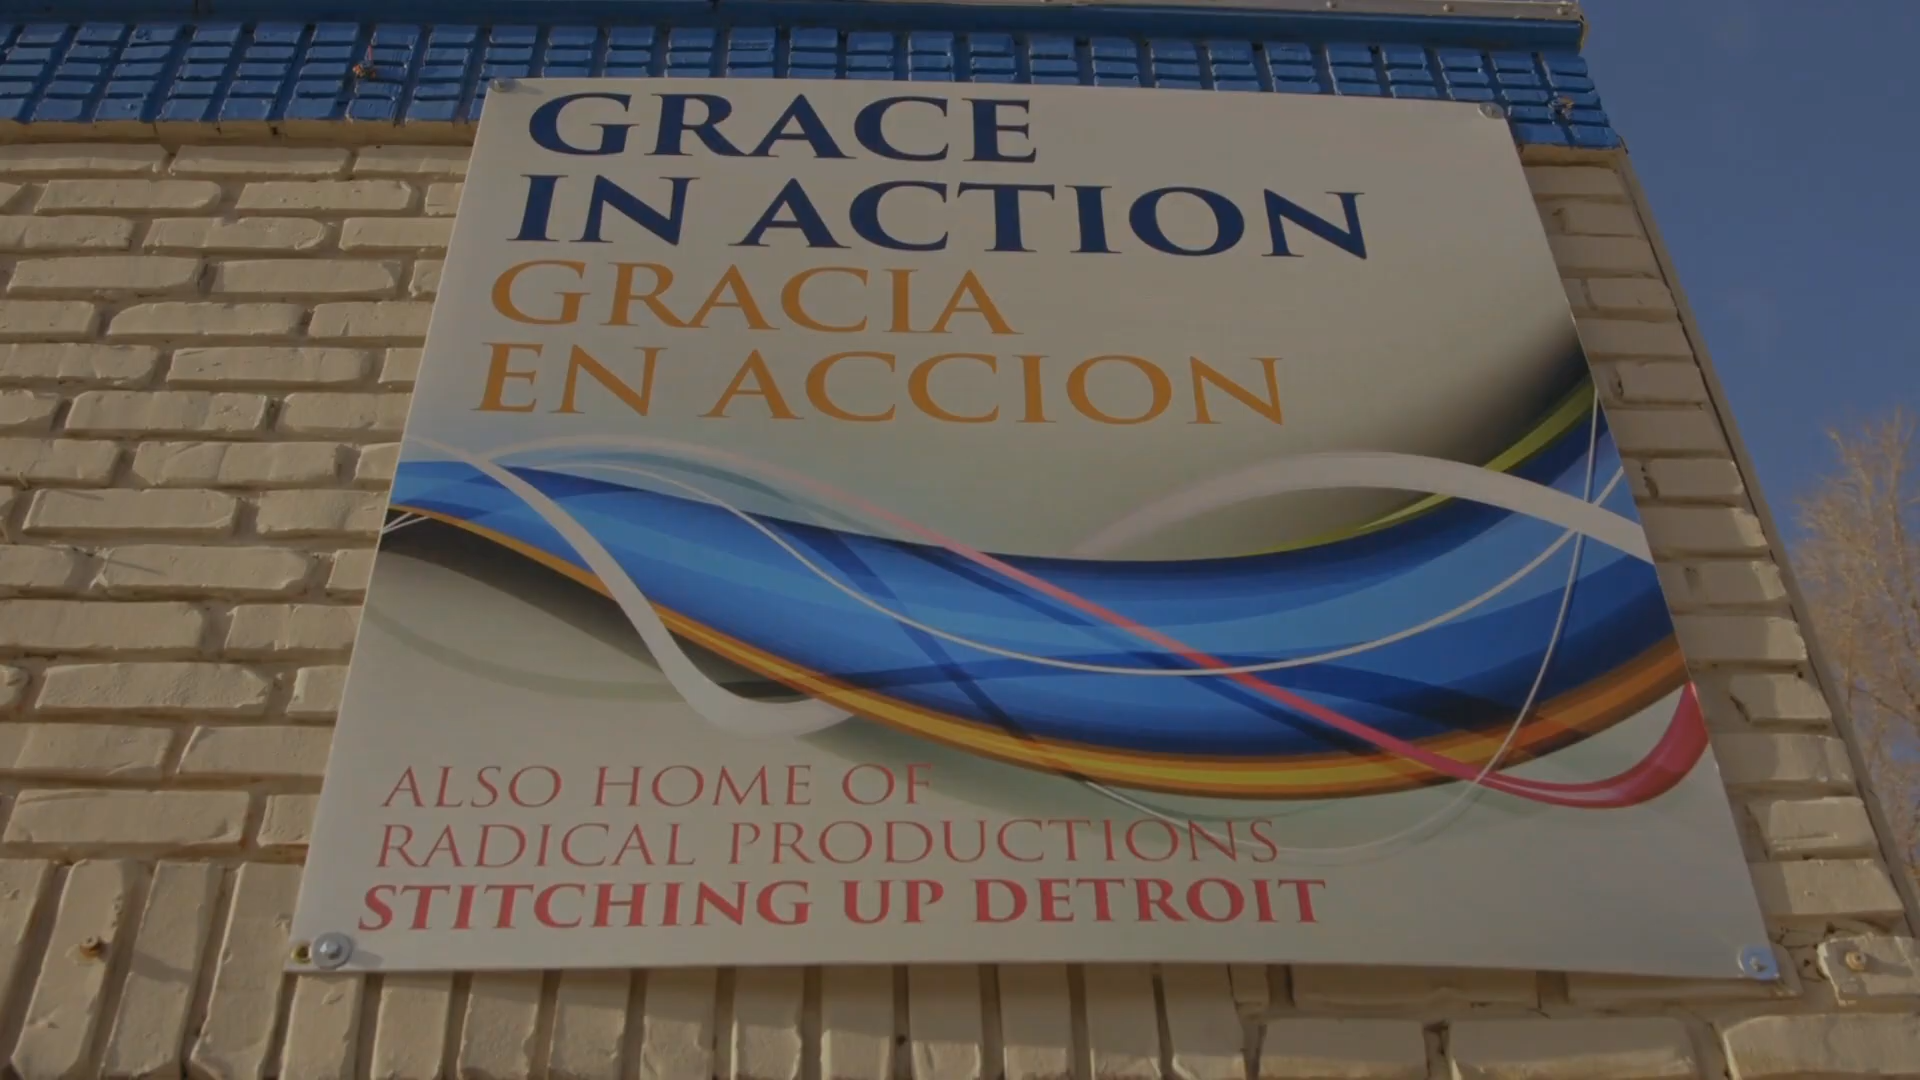 GRACE
IN ACTION
GRACIA
EN ACCION
ALSO HOME OF
RADICAL PRODUCTIONS
STITCHING UP DETROIT